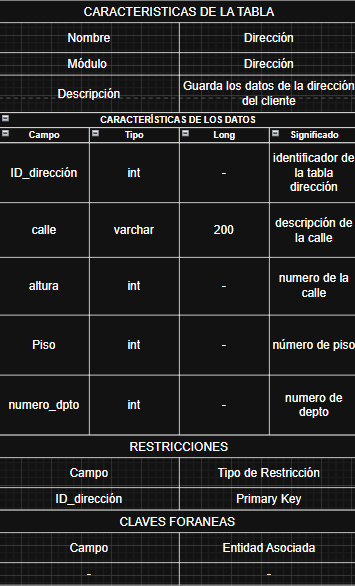 CARACTERISTICAS DE LA TABLA
Nombre Dirección
Módulo Dirección
Descripción Guarda los datos de la dirección del cliente
CARACTERÍSTICAS DE LOS DATOS
Campo Tipo Long Significado
ID_dirección int - identificador de la tabla dirección
calle varchar 200 descripción de la calle
altura int - numero de la calle
Piso int - número de piso
numero_dpto int - numero de depto
RESTRICCIONES
Campo Tipo de Restricción
ID_dirección Primary Key
CLAVES FORANEAS
Campo Entidad Asociada
- -